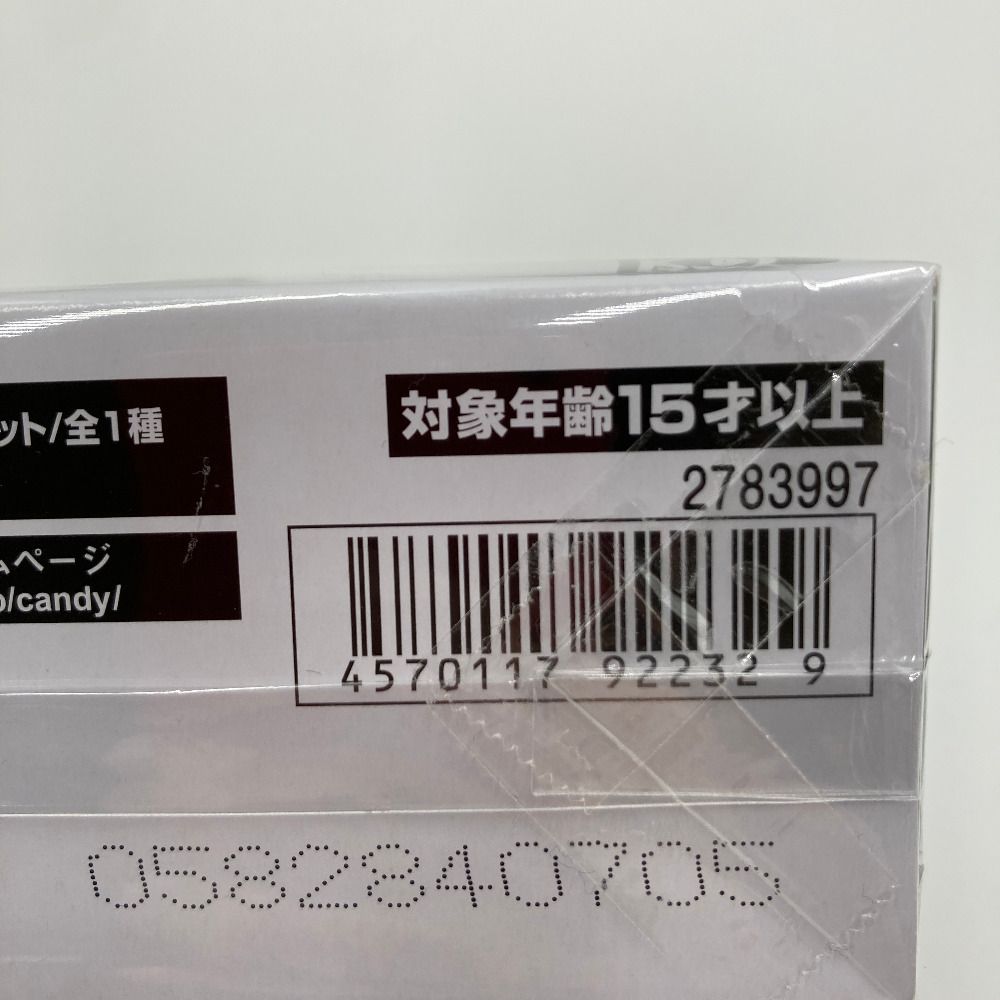 ット/全1種
対象年齢15才以上
2783997
ムページ
/candy/
4570117 92232 9
0582840705